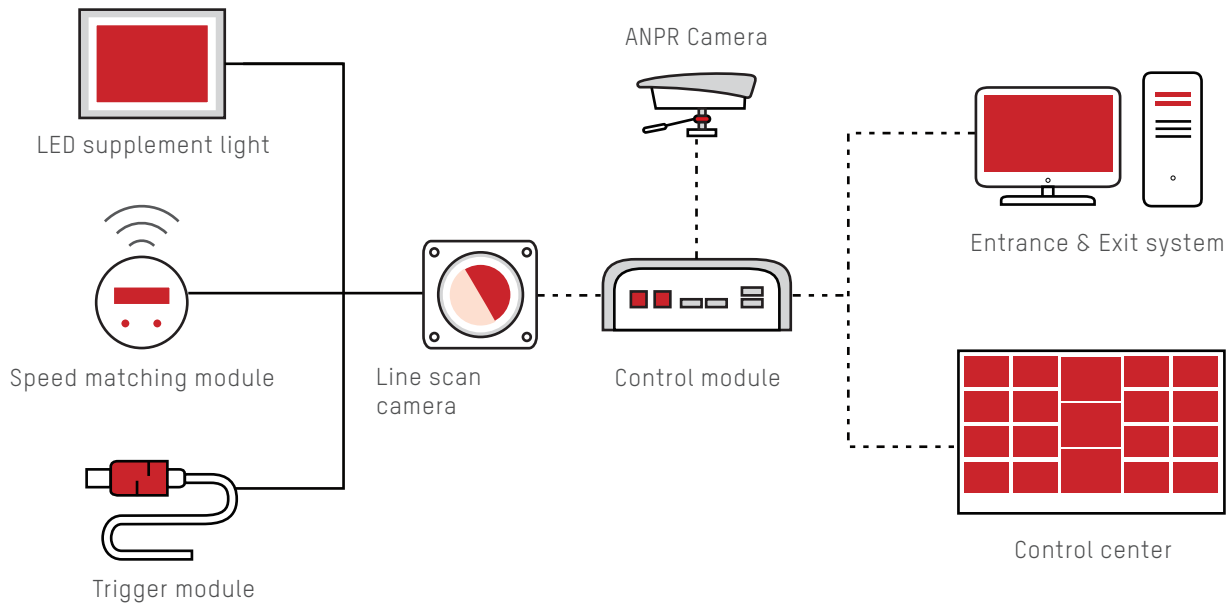 ANPR Camera
LED supplement light
Entrance & Exit system
Speed matching module
Line scan
camera
Control module
Control center
Trigger module